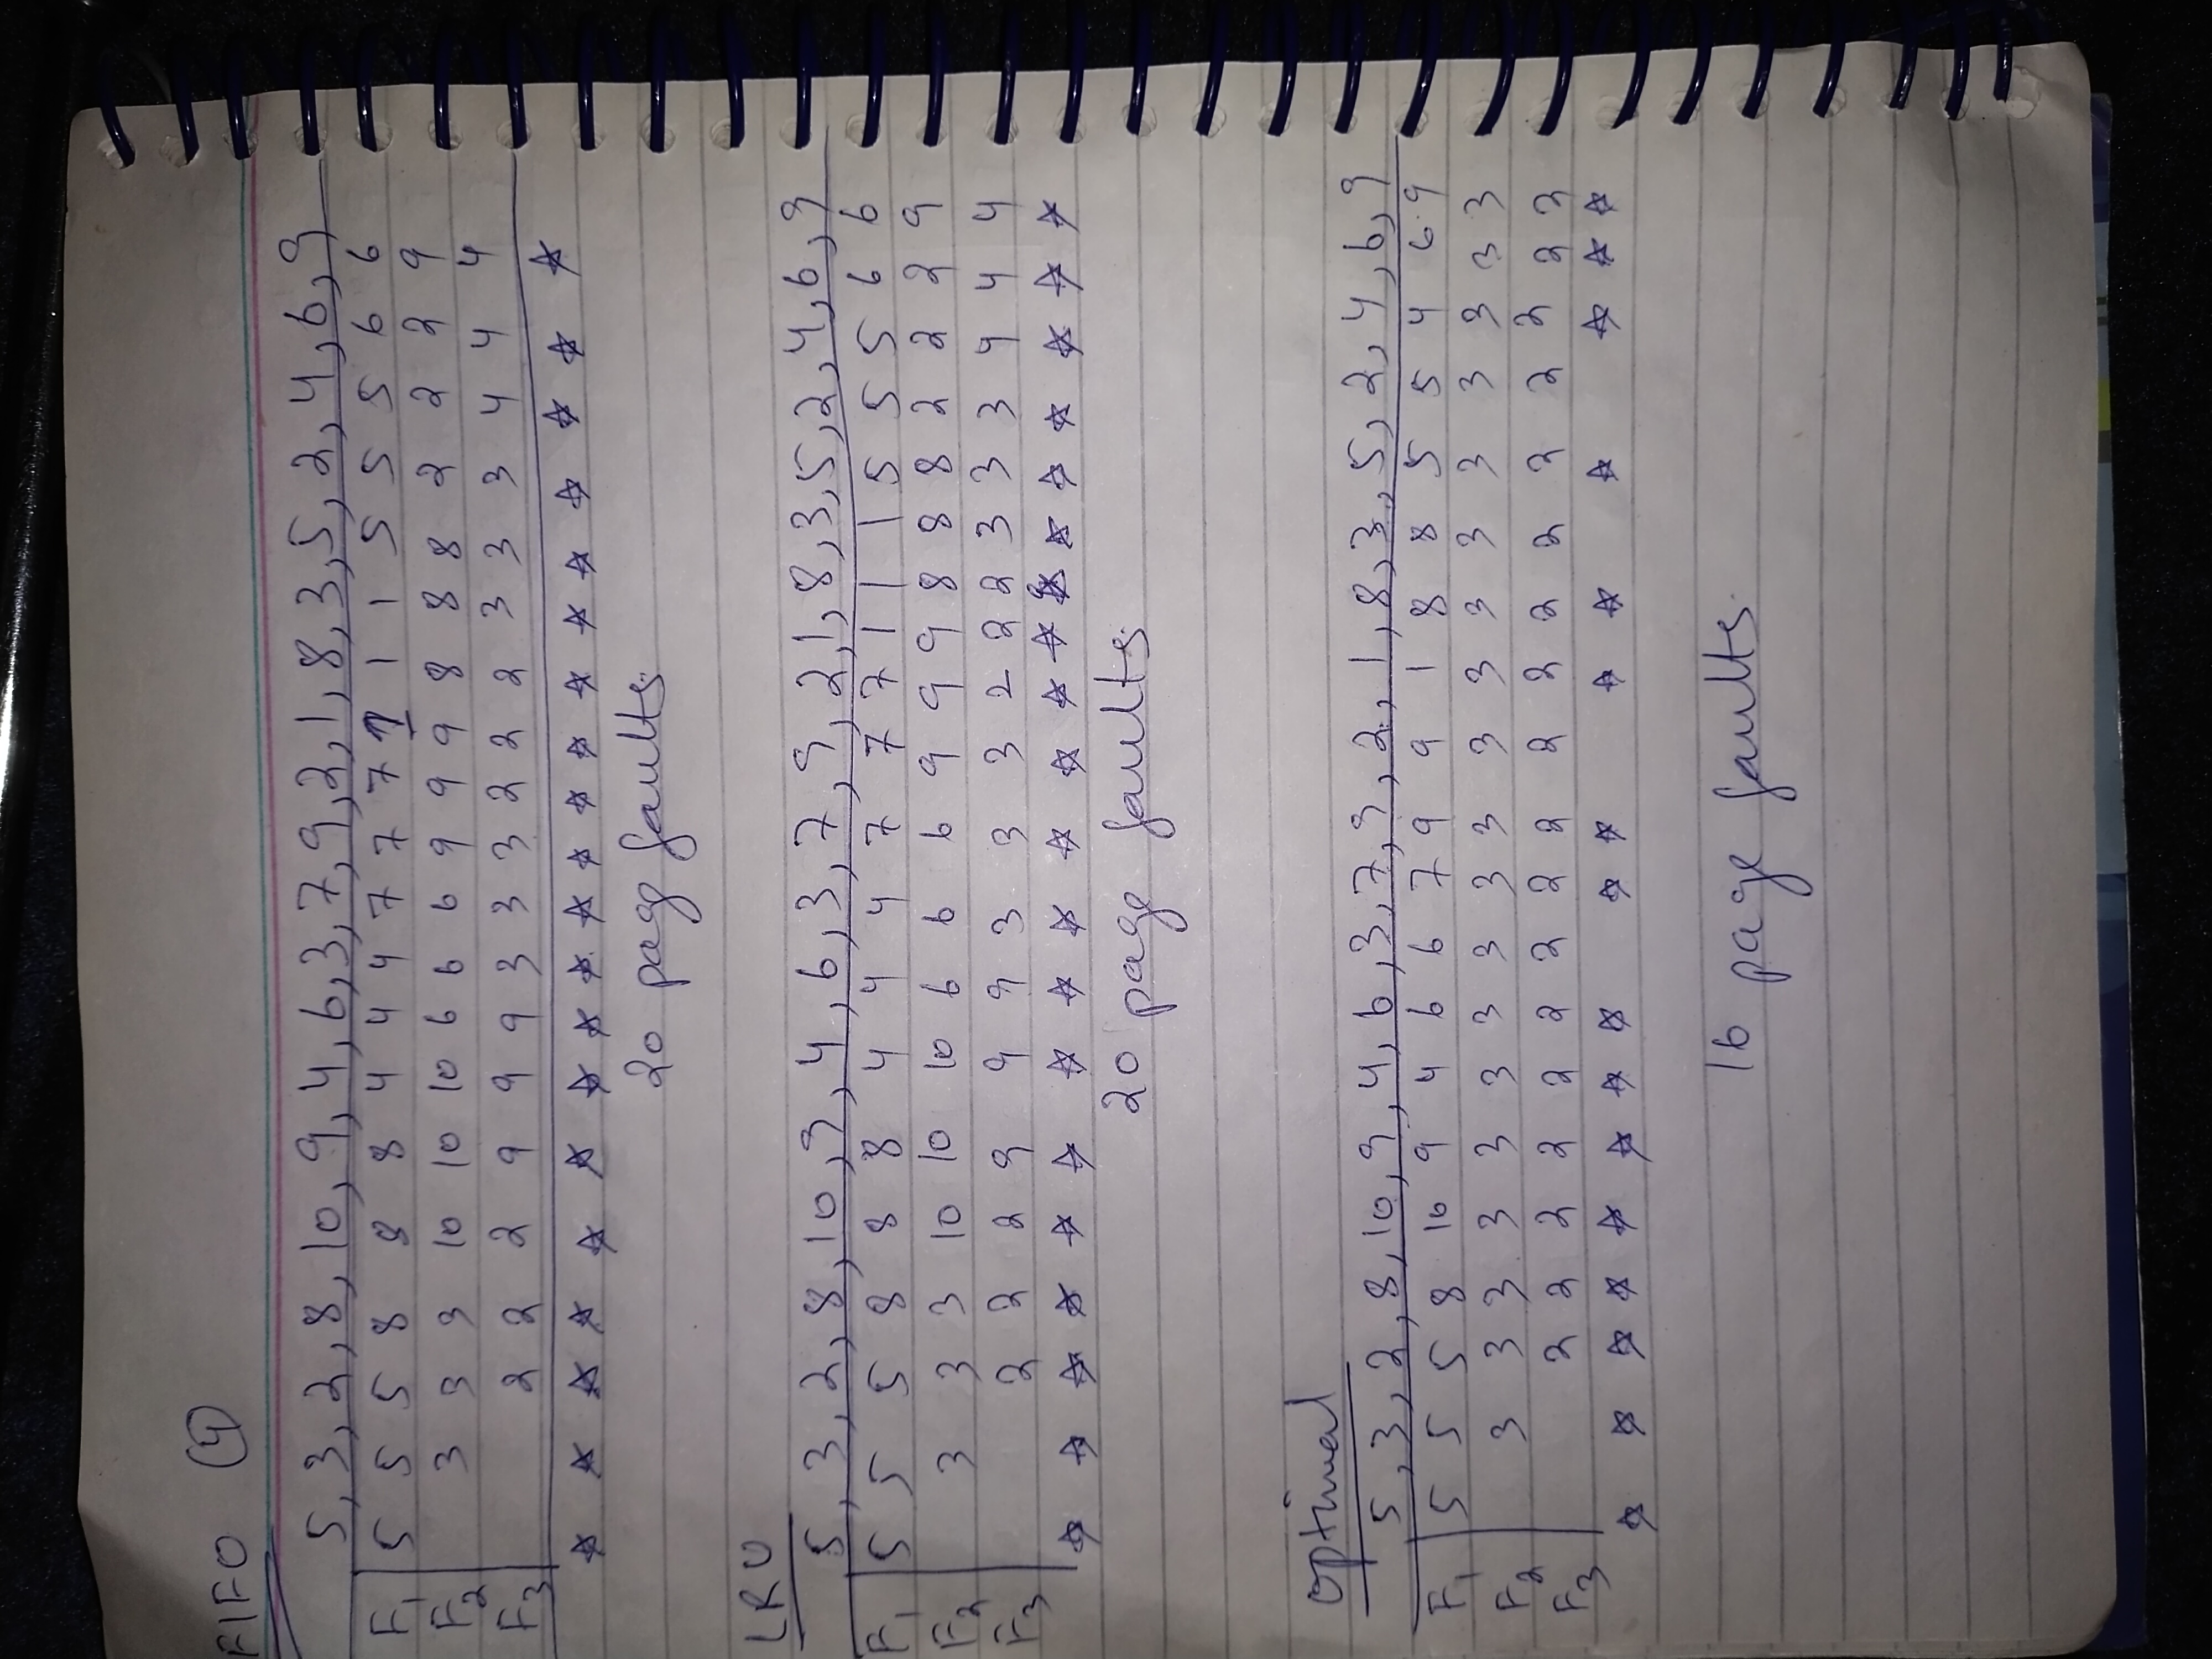 FIFO 4
5, 3, 2, 8, 10, 9, 4, 6, 3, 7, 9, 2, 1, 8, 3, 5, 2, 4, 6, 9
F1 5 5 5 8 8 8 4 4 4 7 7 7 1 1 1 5 5 5 6 6
F2 3 3 3 10 10 10 6 6 6 9 9 9 8 8 8 2 2 2 9
F3 2 2 2 9 9 9 3 3 3 2 2 2 3 3 3 4 4 4
20 page faults
LRU
5, 3, 2, 8, 10, 9, 4, 6, 3, 7, 9, 2, 1, 8, 3, 5, 2, 4, 6, 9
F1 5 5 5 8 8 8 4 4 4 7 7 7 1 1 1 5 5 5 6 6
F2 3 3 3 10 10 10 6 6 6 9 9 9 8 8 8 2 2 2 9
F3 2 2 2 9 9 9 3 3 3 2 2 2 3 3 3 4 4 4
20 page faults
Optimal
5, 3, 2, 8, 10, 9, 4, 6, 3, 7, 9, 2, 1, 8, 3, 5, 2, 4, 6, 9
F1 5 5 5 8 10 9 4 6 6 7 9 9 1 8 8 5 5 4 6 9
F2 3 3 3 3 3 3 3 3 3 3 3 3 3 3 3 3 3 3 3
F3 2 2 2 2 2 2 2 2 2 2 2 2 2 2 2 2 2 2
16 page faults